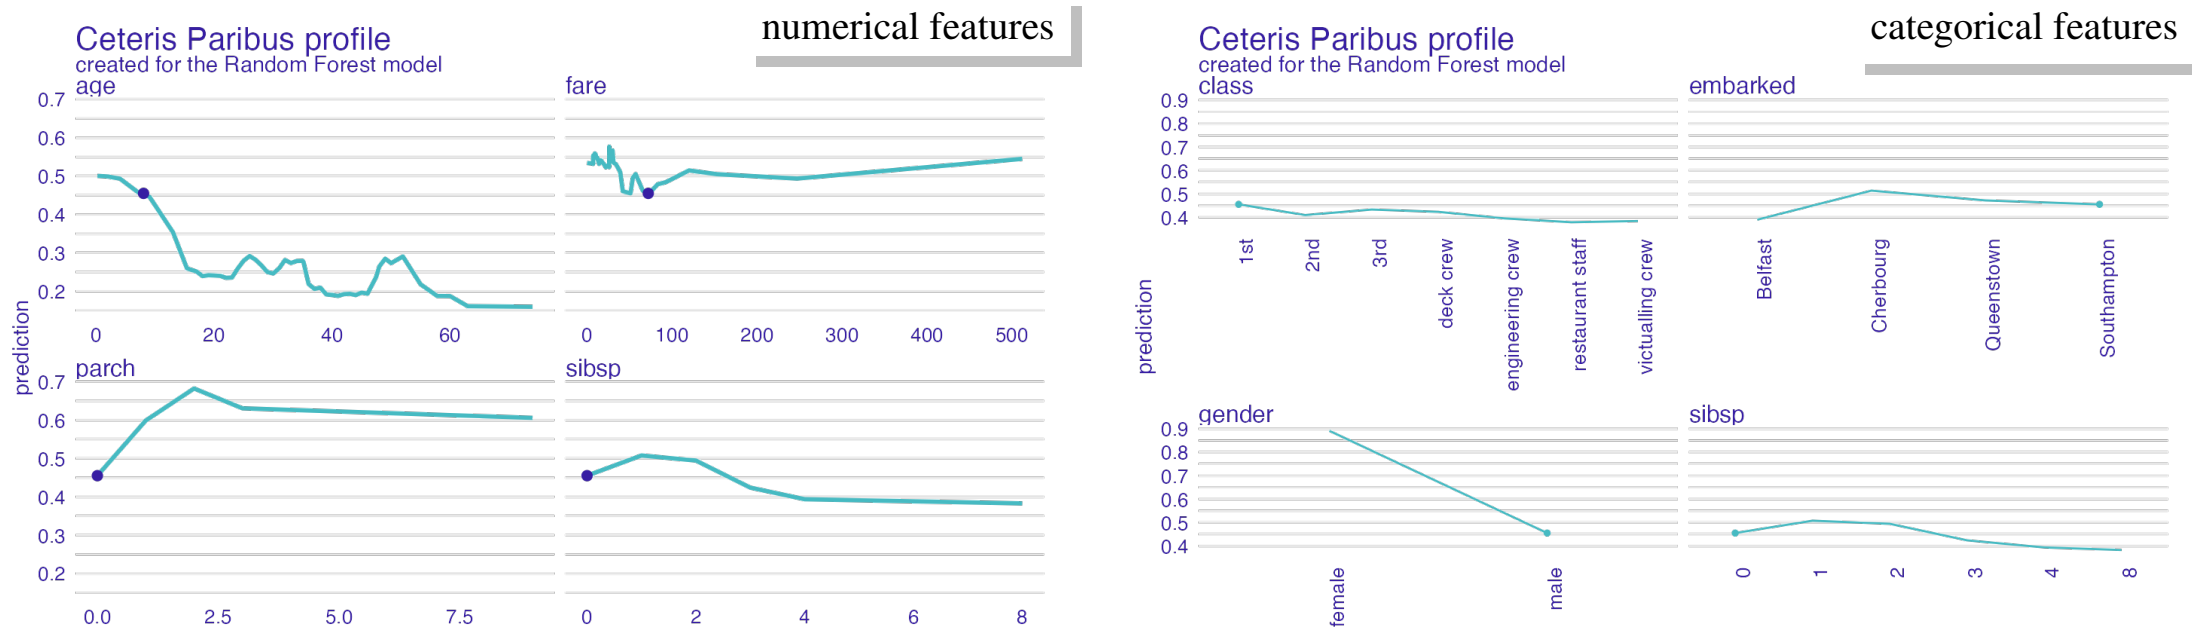 numerical features
Ceteris Paribus profile
created for the Random Forest model
age
fare
0.7
0.6
0.5
0.4
0.3
0.2
0 20 40 60
0 100 200 300 400 500
prediction
parch
sibsp
0.7
0.6
0.5
0.4
0.3
0.2
0.0 2.5 5.0 7.5
0 2 4 6 8
categorical features
Ceteris Paribus profile
created for the Random Forest model
class
embarked
0.9
0.8
0.7
0.6
0.5
0.4
1st
2nd
3rd
deck crew
engineering crew
restaurant staff
victualling crew
Belfast
Cherbourg
Queenstown
Southampton
prediction
gender
sibsp
0.9
0.8
0.7
0.6
0.5
0.4
female
male
0
1
2
3
4
8